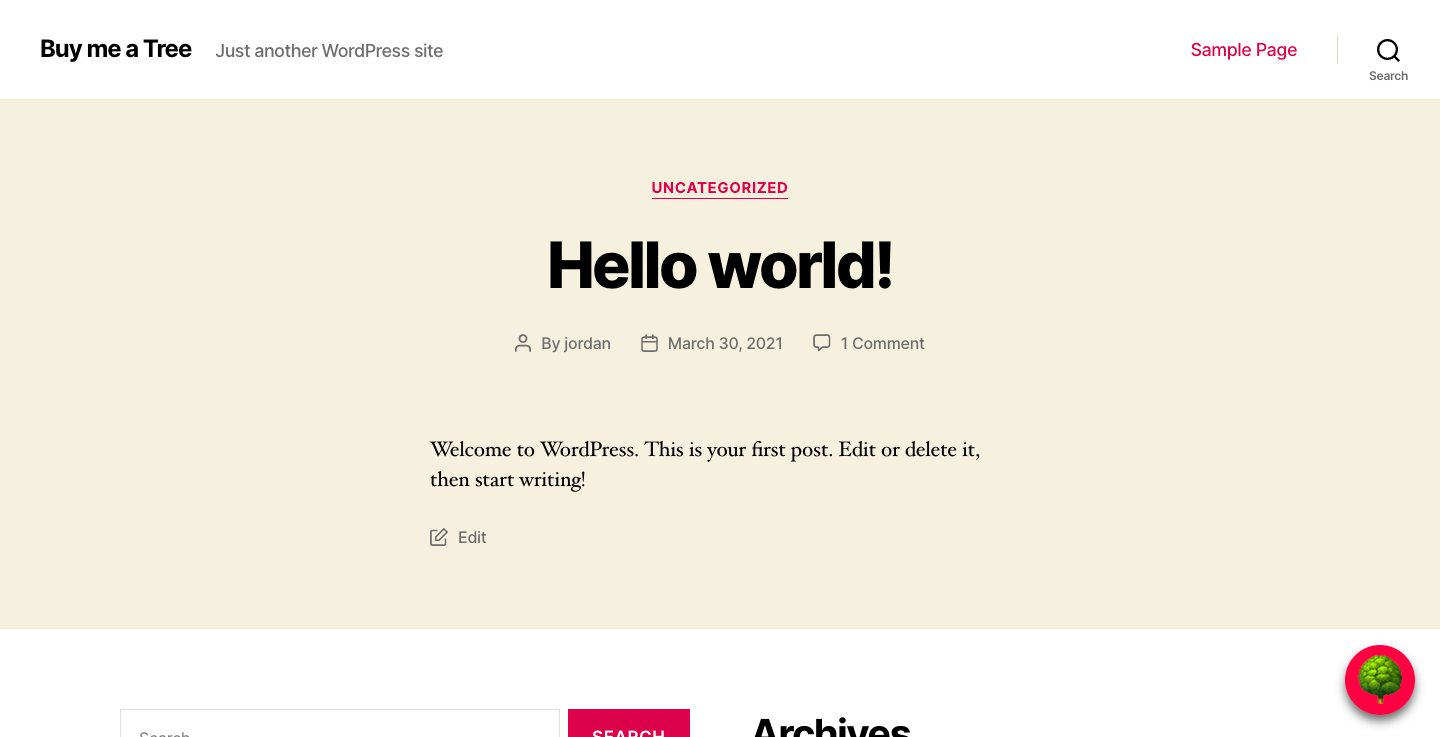 Buy me a Tree
Just another WordPress site
Sample Page
Search
UNCATEGORIZED
Hello world!
By jordan
March 30, 2021
1 Comment
Welcome to WordPress. This is your first post. Edit or delete it,
then start writing!
Edit
Search
SEARCH
Archives